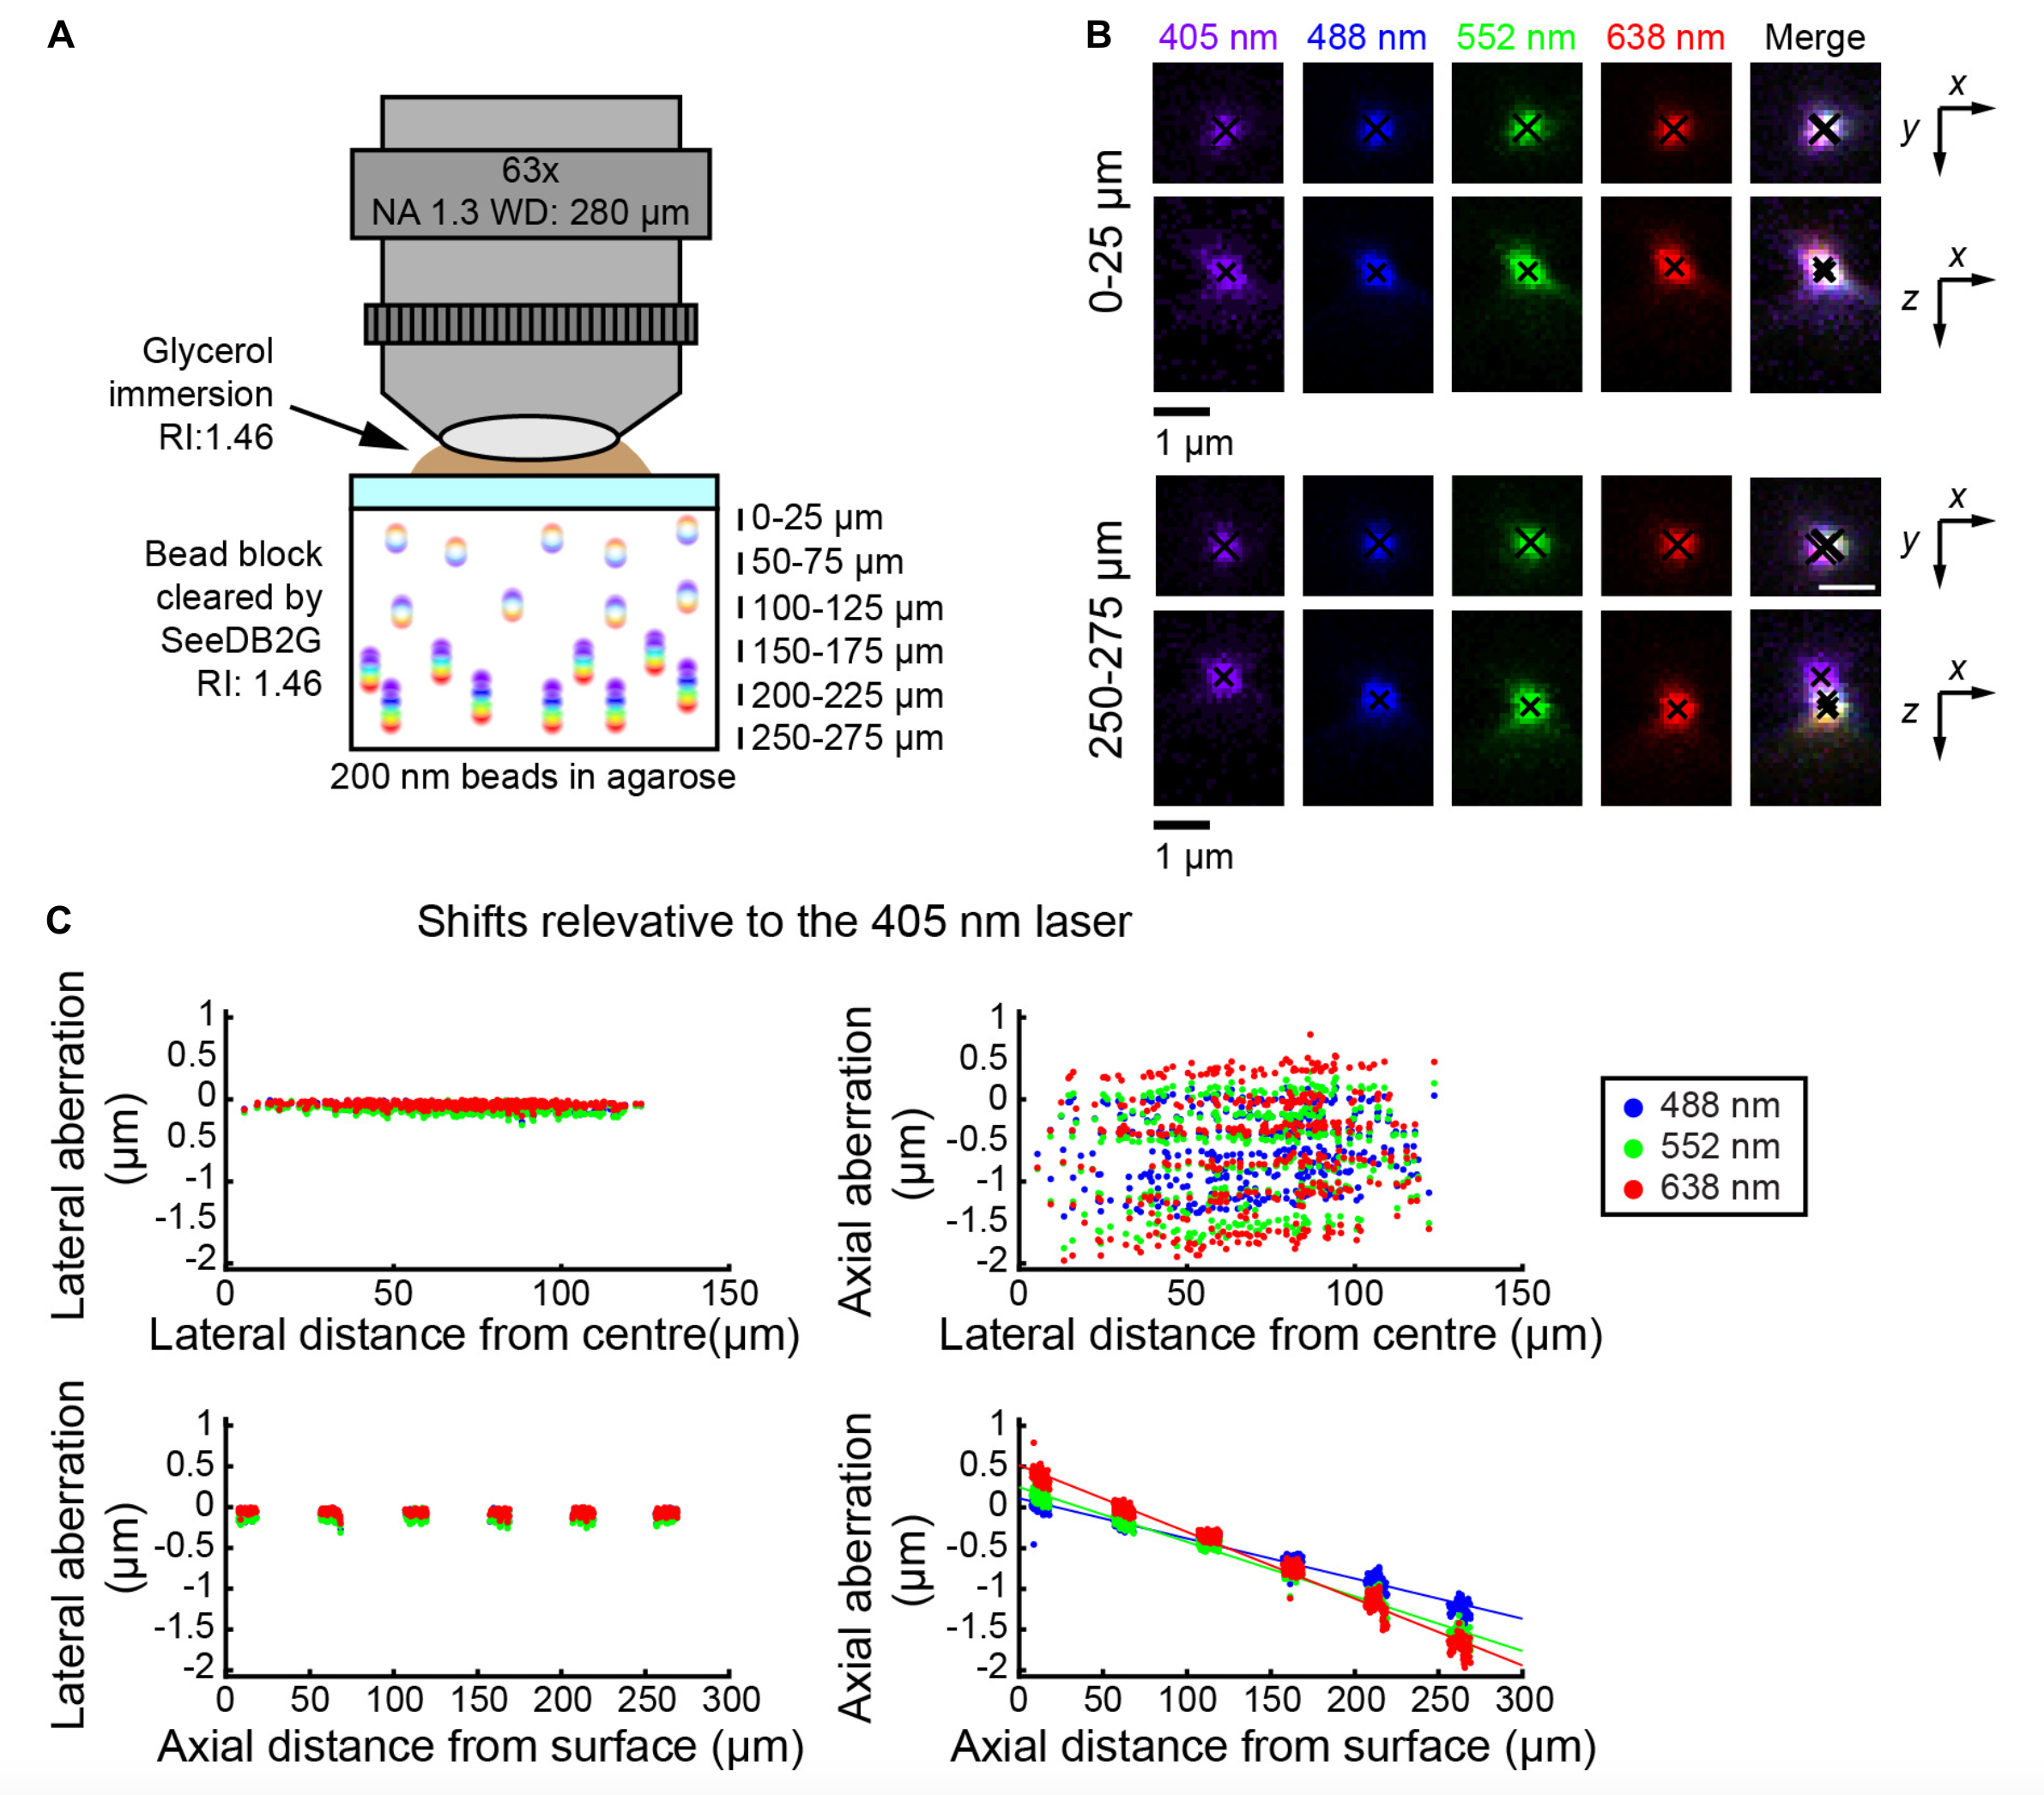 A
63x
NA 1.3 WD: 280 µm
Glycerol
immersion
RI:1.46
Bead block
cleared by
SeeDB2G
RI: 1.46
0-25 µm
50-75 µm
100-125 µm
150-175 µm
200-225 µm
250-275 µm
200 nm beads in agarose
B
405 nm 488 nm 552 nm 638 nm Merge
0-25 µm
x
y
x
z
1 µm
250-275 µm
x
y
x
z
1 µm
C
Shifts relevative to the 405 nm laser
Lateral aberration
(µm)
1
0.5
0
0.5
-1
-1.5
-2
0 50 100 150
Lateral distance from centre(µm)
Axial aberration
(µm)
1
0.5
0
-0.5
-1
-1.5
-2
0 50 100 150
Lateral distance from centre (µm)
488 nm
552 nm
638 nm
Lateral aberration
(µm)
1
0.5
0
-0.5
-1
-1.5
-2
0 50 100 150 200 250 300
Axial distance from surface (µm)
Axial aberration
(µm)
1
0.5
0
-0.5
-1
-1.5
-2
0 50 100 150 200 250 300
Axial distance from surface (µm)